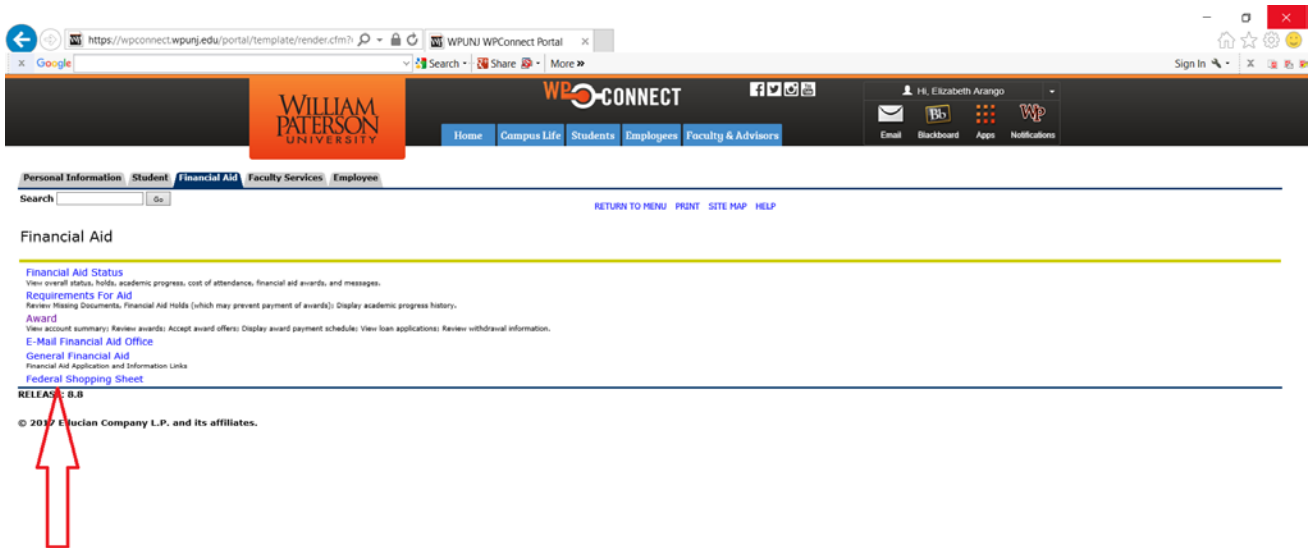 https://wpconnect.wpunj.edu/portal/template/render.cfm?
WPUNJ WPConnect Portal
x Google Search Share More »
Sign In
WILLIAM PATERSON UNIVERSITY
WP CONNECT
Hi, Elizabeth Arango
Home Campus Life Students Employees Faculty & Advisors
Bb WP
Email Blackboard Apps Notifications
Personal Information Student Financial Aid Faculty Services Employee
Search Go
RETURN TO MENU PRINT SITE MAP HELP
Financial Aid
Financial Aid Status
View overall status, holds, academic progress, cost of attendance, financial aid awards, and messages.
Requirements For Aid
Review Missing Documents, Financial Aid Holds (which may prevent payment of awards); Display academic progress history.
Award
View account summary; Review awards; Accept award offers; Display award payment schedule; View loan applications; Review withdrawal information.
E-Mail Financial Aid Office
General Financial Aid
Financial Aid Application and Information Links
Federal Shopping Sheet
RELEASE: 8.8
© 2017 Ellucian Company L.P. and its affiliates.